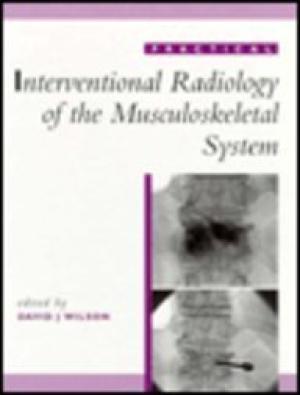 PRACTICAL
Interventional Radiology
of the Musculoskeletal
System
edited by
DAVID J WILSON